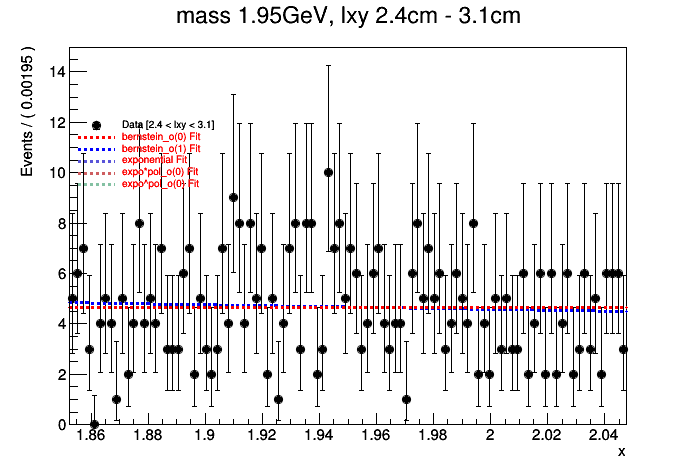 mass 1.95GeV, lxy 2.4cm - 3.1cm
Events / ( 0.00195 )
14
12
10
8
6
4
2
0
Data [2.4 < lxy < 3.1]
bernstein_o(0) Fit
bernstein_o(1) Fit
exponential Fit
expo*pol_o(0) Fit
expo^pol_o(0) Fit
1.86 1.88 1.9 1.92 1.94 1.96 1.98 2 2.02 2.04
x